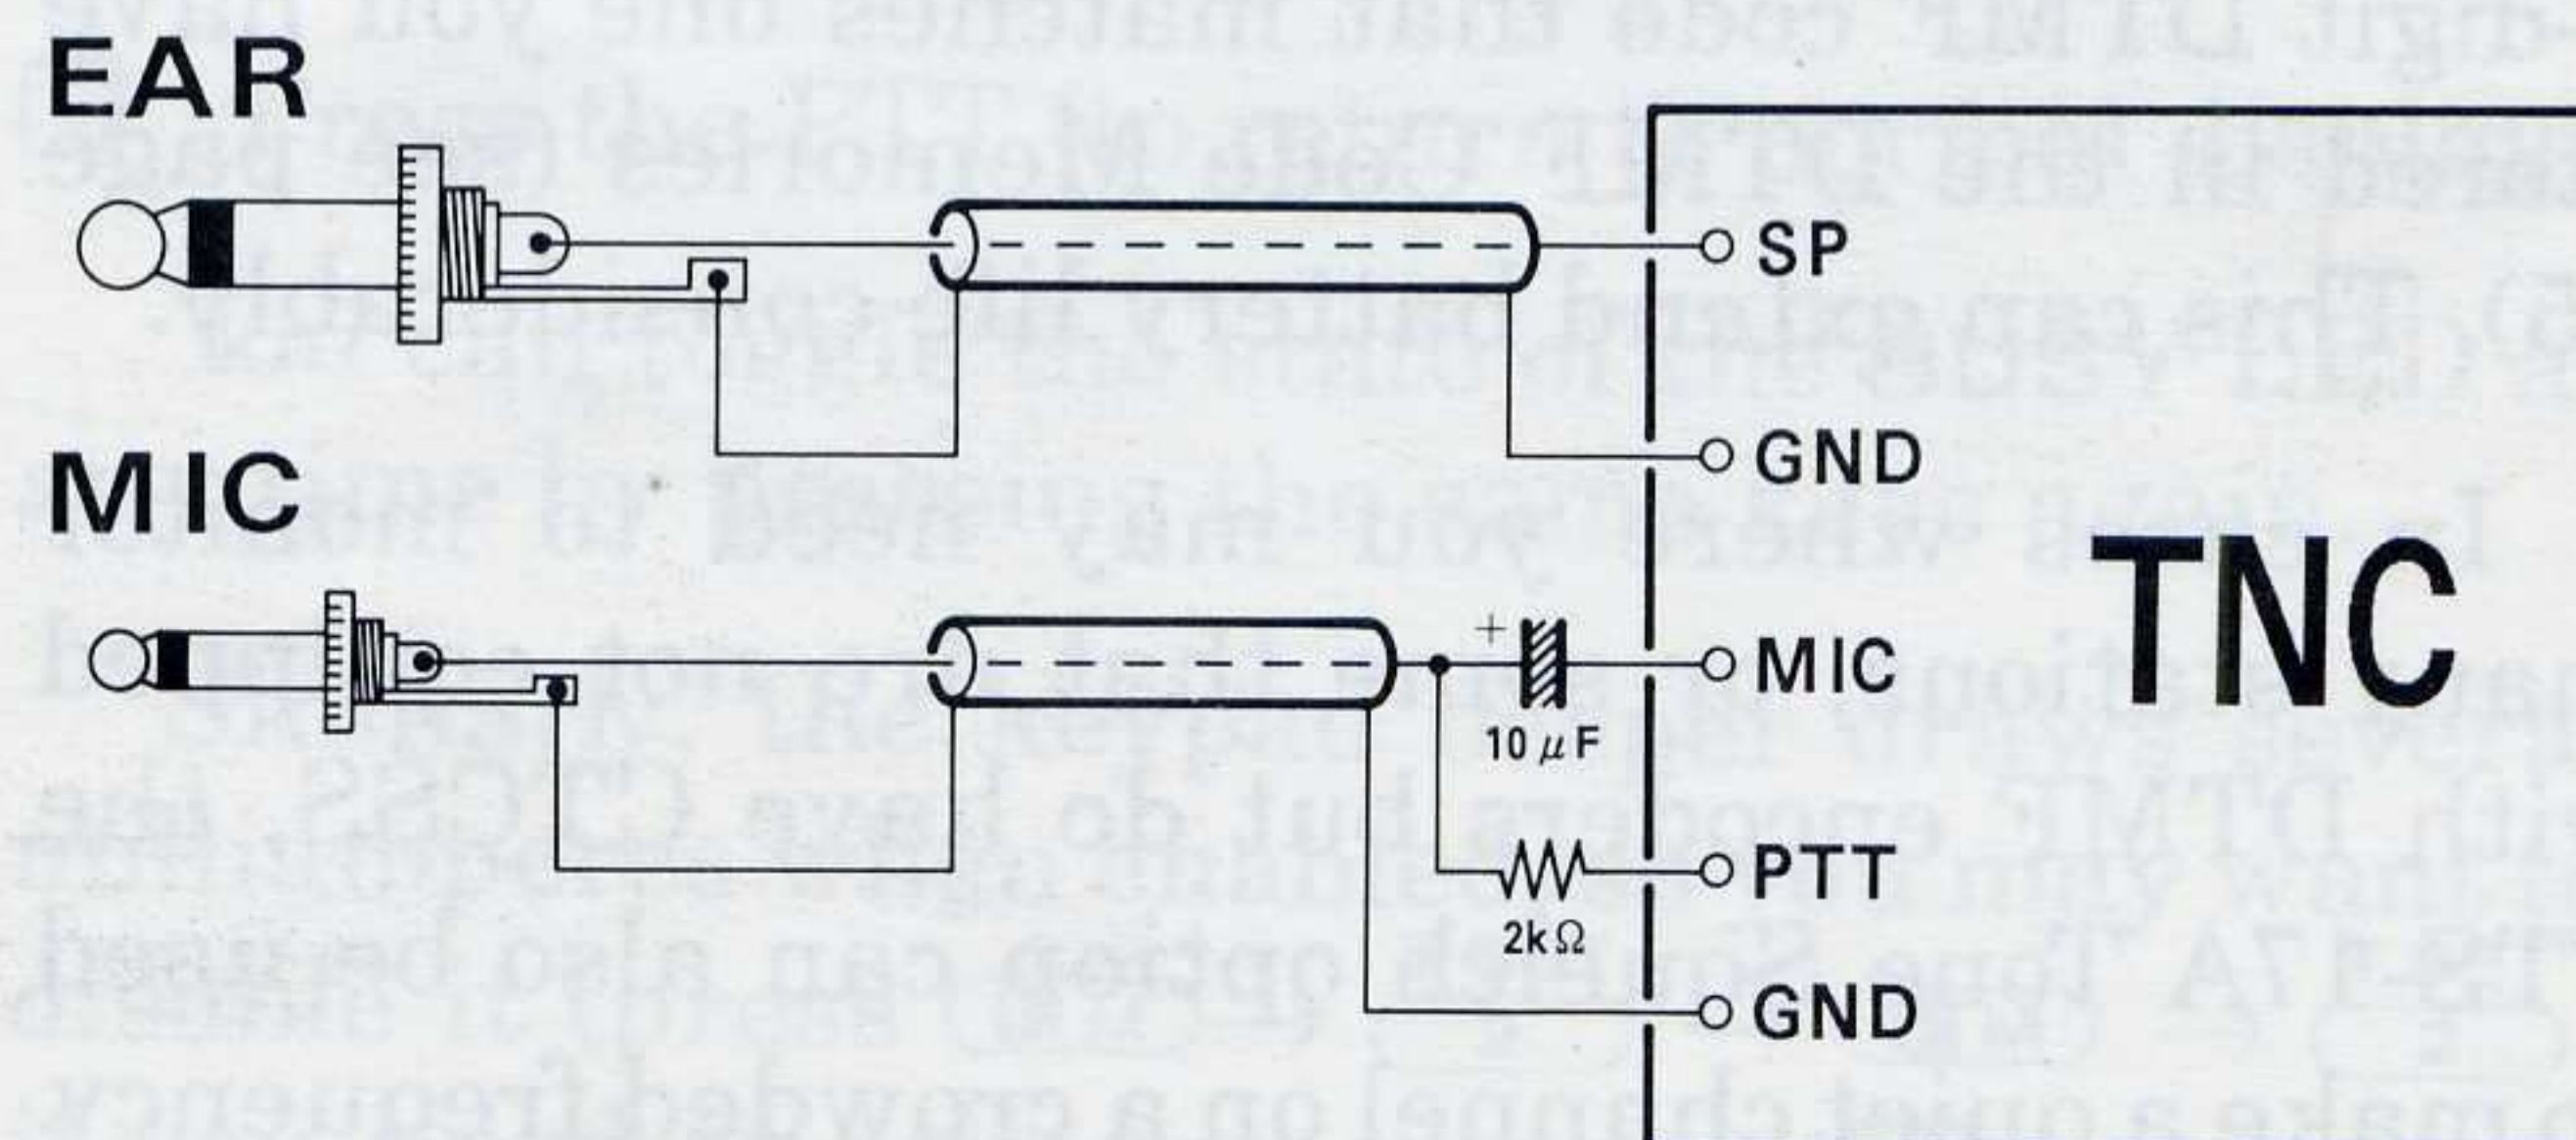 EAR
SP
GND
MIC
TNC
+
MIC
10 μF
PTT
2kΩ
GND